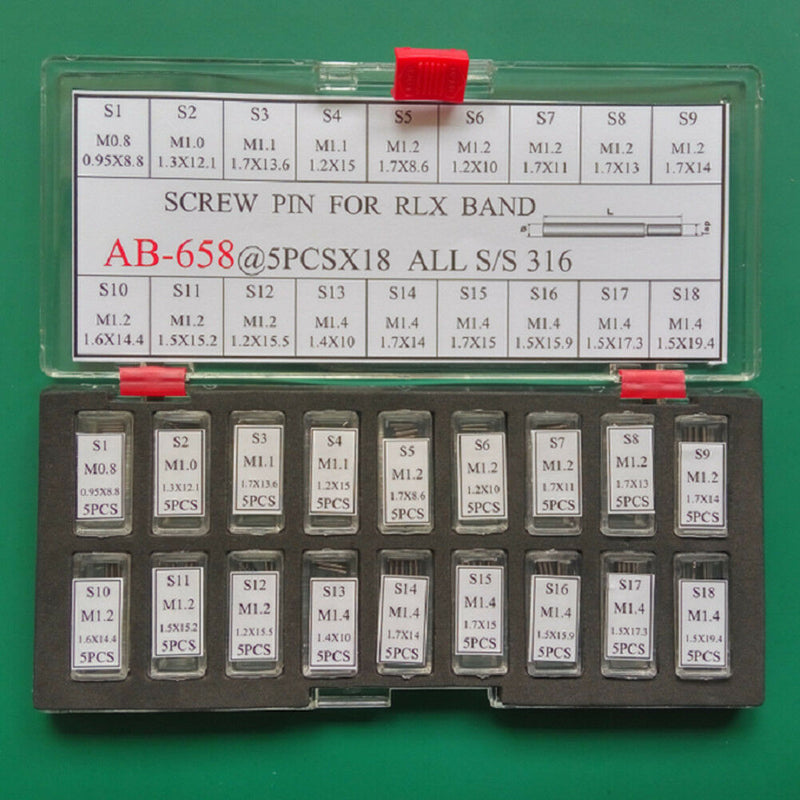 S1 S2 S3 S4 S5 S6 S7 S8 S9
M0.8 M1.0 M1.1 M1.1 M1.2 M1.2 M1.2 M1.2 M1.2
0.95X8.8 1.3X12.1 1.7X13.6 1.2X15 1.7X8.6 1.2X10 1.7X11 1.7X13 1.7X14
SCREW PIN FOR RLX BAND
L
Ø Tap
AB-658@5PCSX18 ALL S/S 316
S10 S11 S12 S13 S14 S15 S16 S17 S18
M1.2 M1.2 M1.2 M1.4 M1.4 M1.4 M1.4 M1.4 M1.4
1.6X14.4 1.5X15.2 1.2X15.5 1.4X10 1.7X14 1.7X15 1.5X15.9 1.5X17.3 1.5X19.4
S1 S2 S3 S4 S5 S6 S7 S8 S9
M0.8 M1.0 M1.1 M1.1 M1.2 M1.2 M1.2 M1.2 M1.2
0.95X8.8 1.3X12.1 1.7X13.6 1.2X15 1.7X8.6 1.2X10 1.7X11 1.7X13 1.7X14
5PCS 5PCS 5PCS 5PCS 5PCS 5PCS 5PCS 5PCS 5PCS
S10 S11 S12 S13 S14 S15 S16 S17 S18
M1.2 M1.2 M1.2 M1.4 M1.4 M1.4 M1.4 M1.4 M1.4
1.6X14.4 1.5X15.2 1.2X15.5 1.4X10 1.7X14 1.7X15 1.5X15.9 1.5X17.3 1.5X19.4
5PCS 5PCS 5PCS 5PCS 5PCS 5PCS 5PCS 5PCS 5PCS